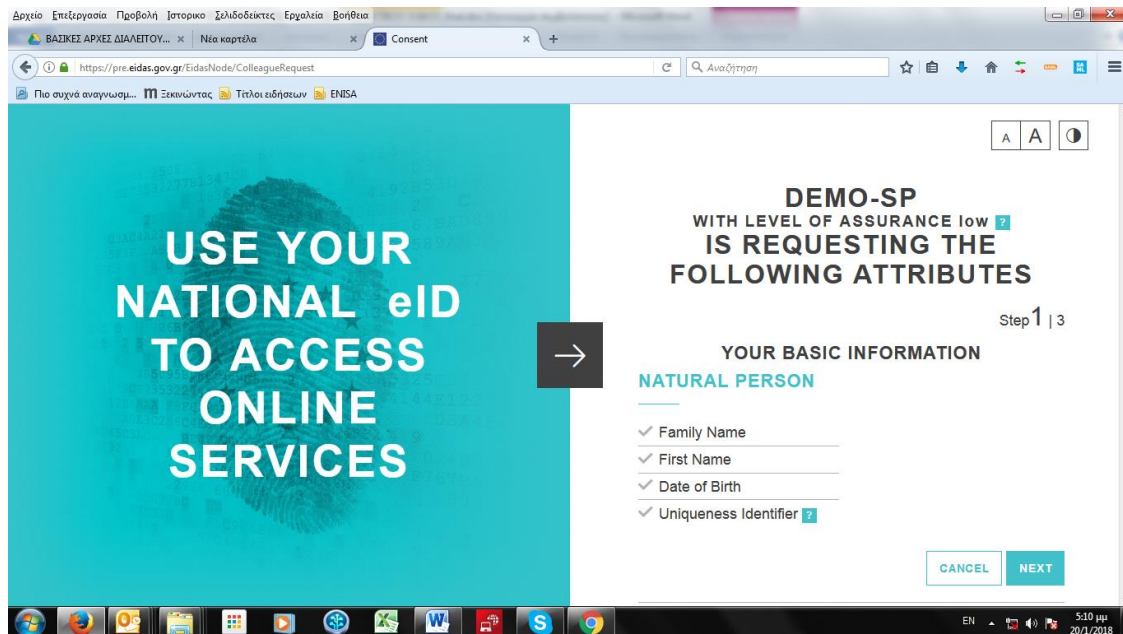 Αρχείο Επεξεργασία Προβολή Ιστορικο Σελιδοδείκτες Εργαλεία Βοήθεια
ΒΑΣΙΚΕΣ ΑΡΧΕΣ ΔΙΑΛΕΙΤΟΥ... × Νέα καρτέλα × Consent × +
https://pre.eidas.gov.gr/EidasNode/ColleagueRequest Αναζήτηση
Πιο συχνά αναγνωσμ... Ξεκινώντας Τίτλοι ειδήσεων ENISA
A A
USE YOUR
NATIONAL eID
TO ACCESS
ONLINE
SERVICES
DEMO-SP
WITH LEVEL OF ASSURANCE low ?
IS REQUESTING THE
FOLLOWING ATTRIBUTES
Step 1 | 3
YOUR BASIC INFORMATION
NATURAL PERSON
Family Name
First Name
Date of Birth
Uniqueness Identifier ?
CANCEL NEXT
EN 5:10 μμ
20/1/2018